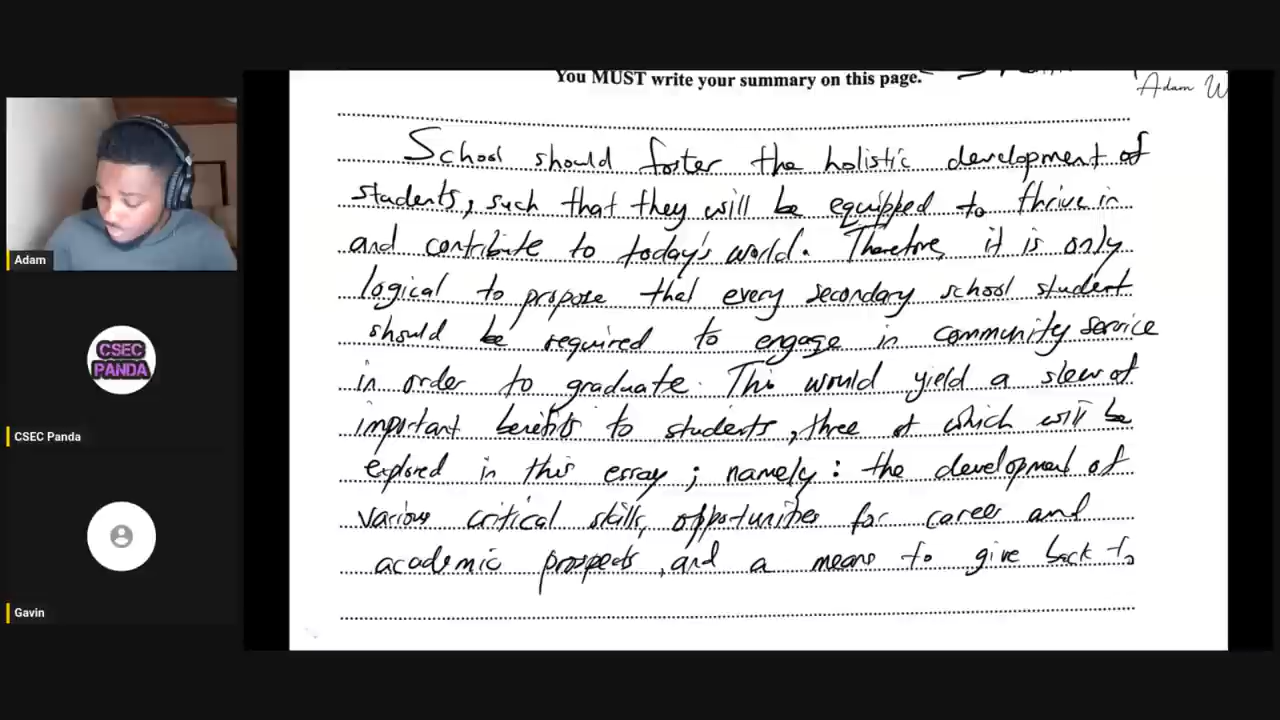 You MUST write your summary on this page.
Adam W
School should foster the holistic development of
students, such that they will be equipped to thrive in
and contribute to today's world. Therefore, it is only
logical to propose that every secondary school student
should be required to engage in community service
in order to graduate. This would yield a slew of
important benefits to students, three of which will be
explored in this essay; namely: the development of
various critical skills, opportunities for career and
academic prospects, and a means to give back to
Adam
CSEC
PANDA
CSEC Panda
Gavin